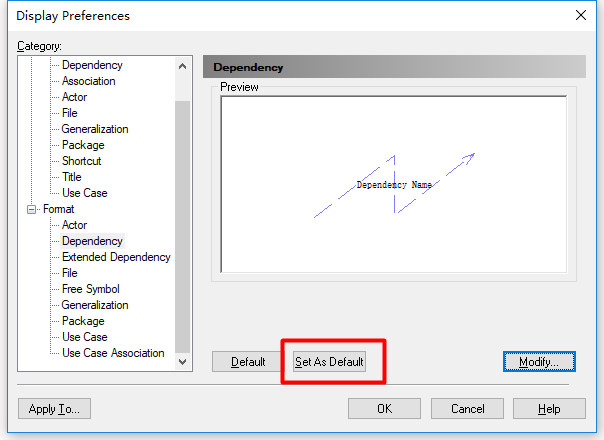 Display Preferences
Category:
Dependency
Association
Actor
File
Generalization
Package
Shortcut
Title
Use Case
Format
Actor
Dependency
Extended Dependency
File
Free Symbol
Generalization
Package
Use Case
Use Case Association
Dependency
Preview
Dependency Name
Default
Set As Default
Modify...
Apply To...
OK
Cancel
Help